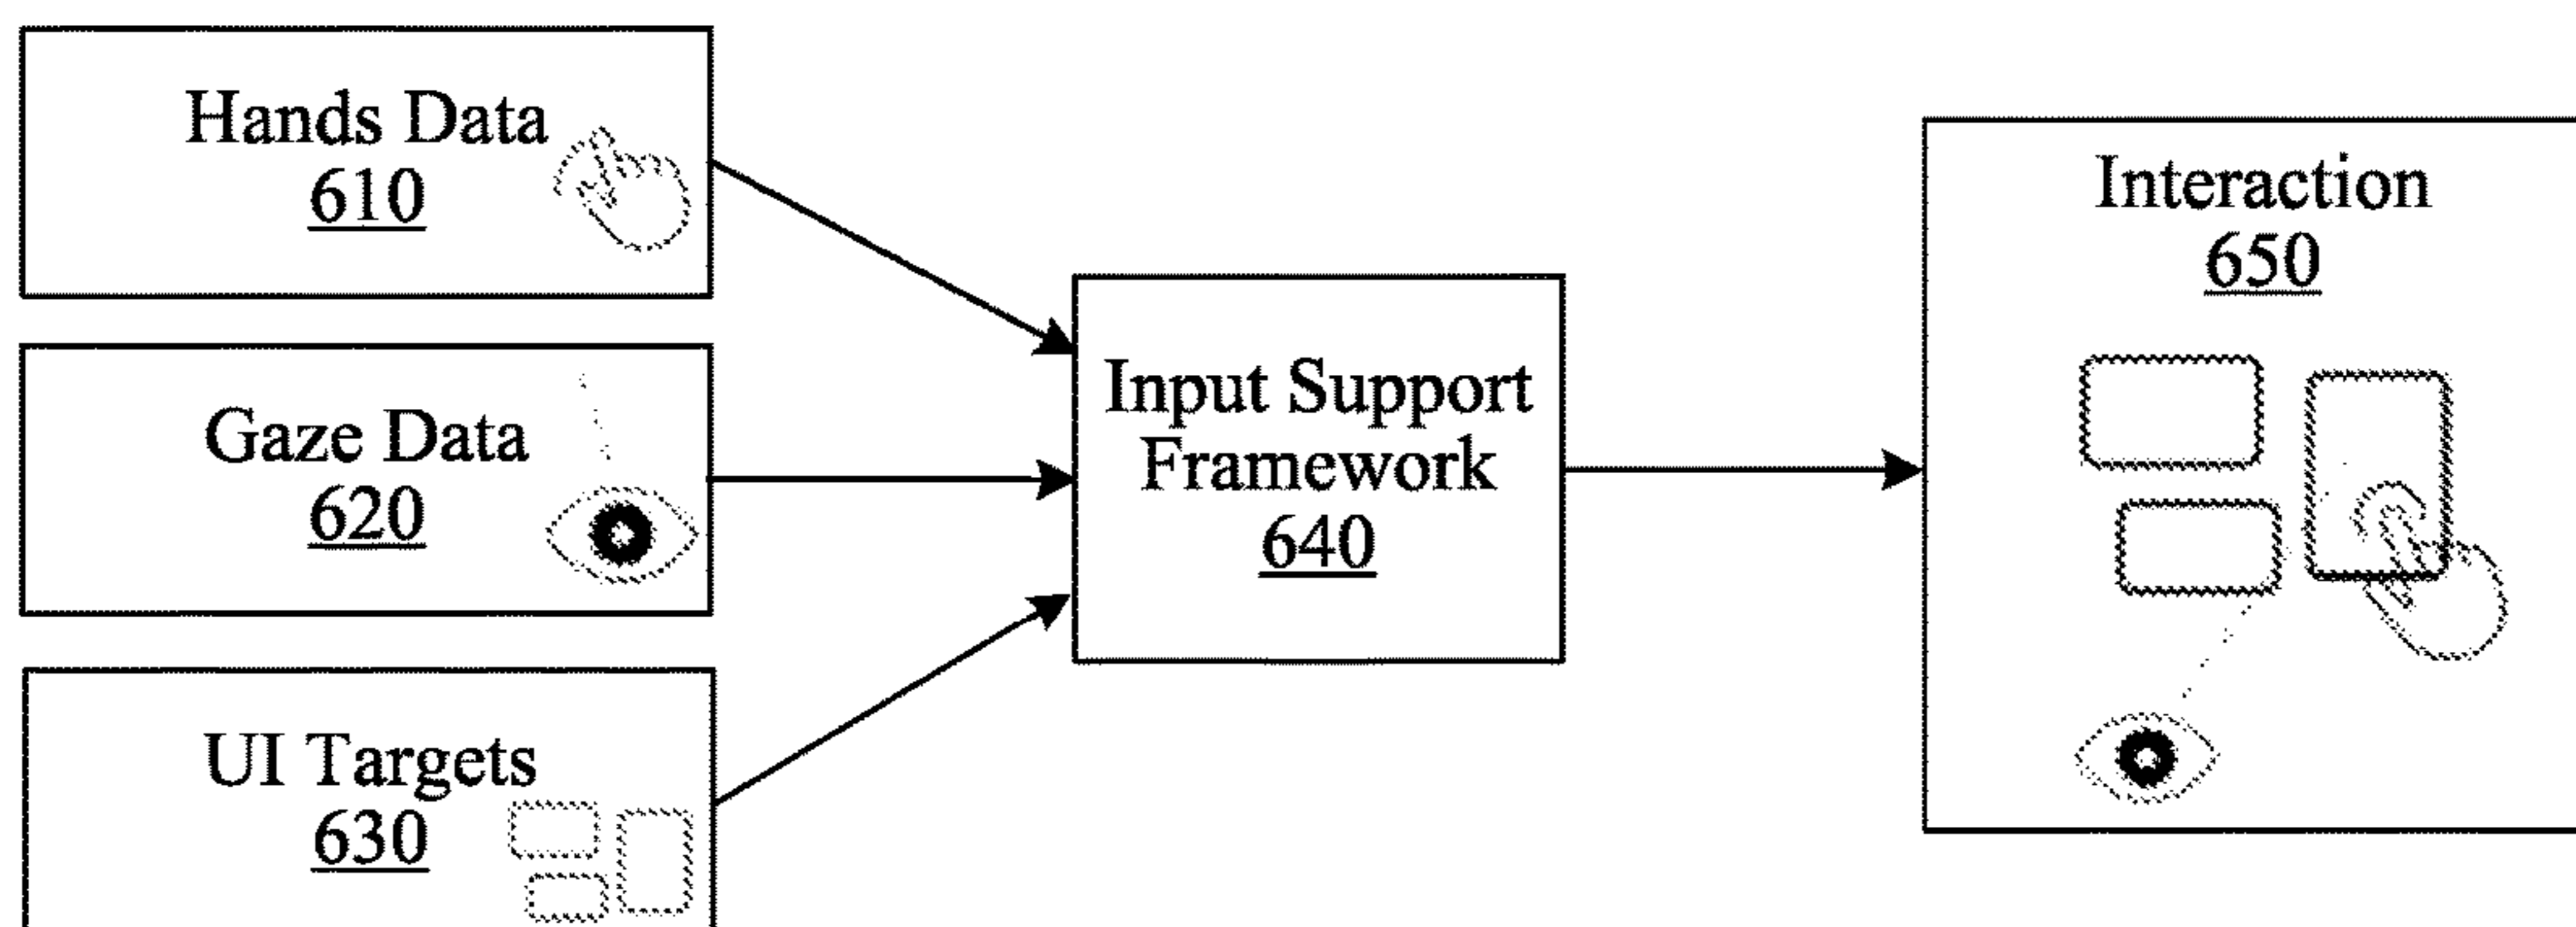 Hands Data
610
Gaze Data
620
UI Targets
630
Input Support
Framework
640
Interaction
650